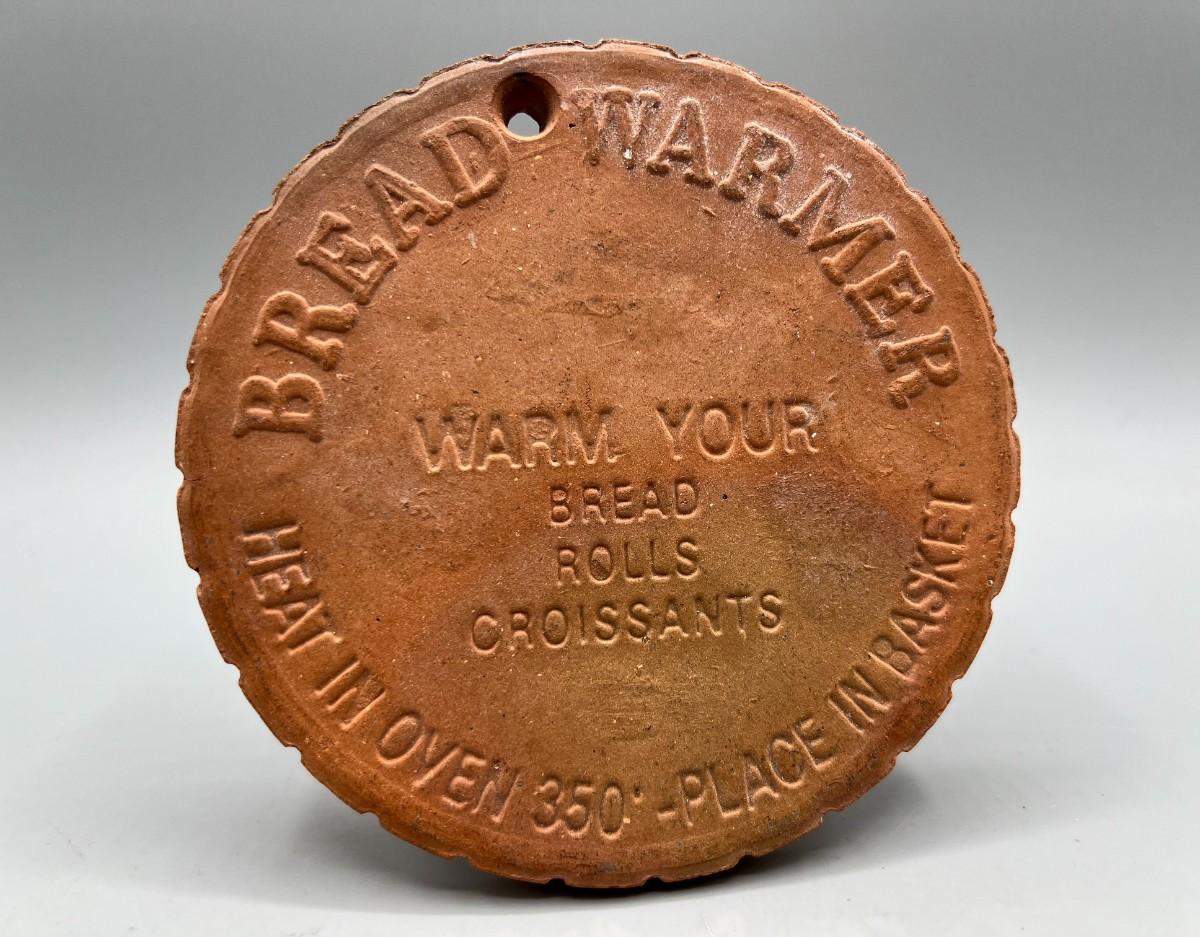 BREAD WARMER
WARM YOUR
BREAD
ROLLS
CROISSANTS
HEAT IN OVEN 350° -PLACE IN BASKET